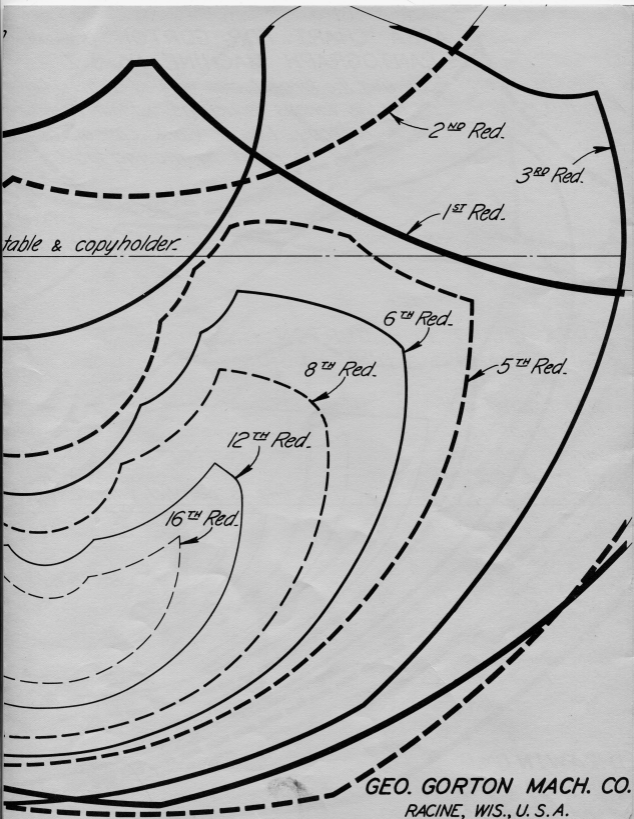 2ND Red.
3RD Red.
1ST Red.
table & copyholder.
6TH Red.
8TH Red.
5TH Red.
12TH Red.
16TH Red.
GEO. GORTON MACH. CO.
RACINE, WIS., U.S.A.